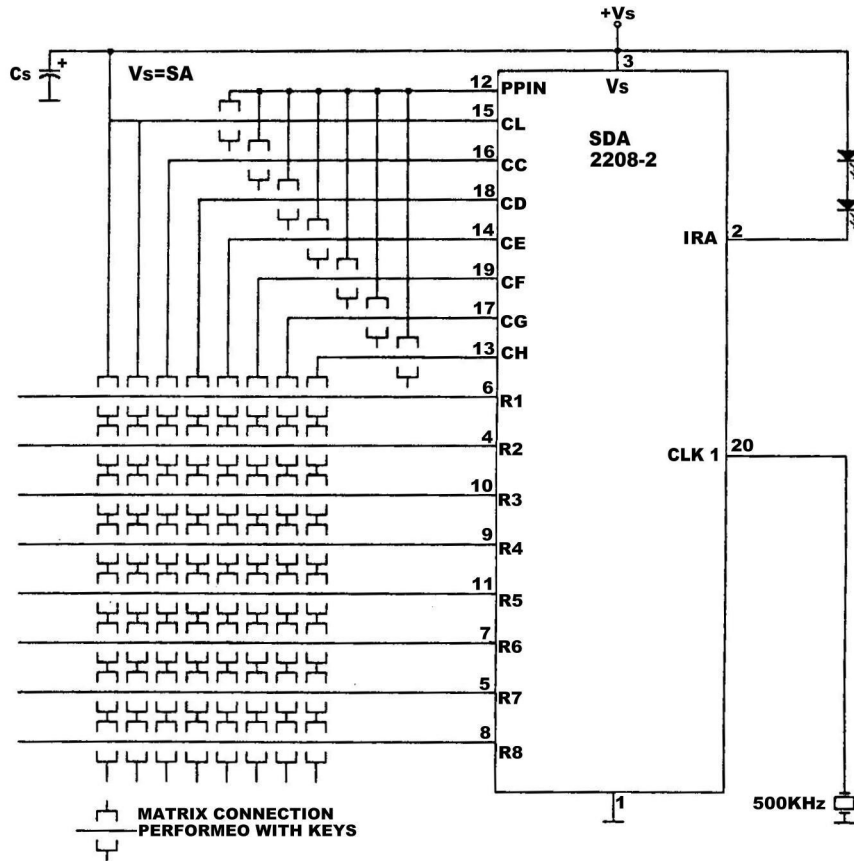 +Vs
3
Cs
+
Vs=SA
Vs
12
PPIN
15
CL
SDA
2208-2
16
CC
18
CD
14
CE
IRA
2
19
CF
17
CG
13
CH
6
R1
4
R2
CLK 1
20
10
R3
9
R4
11
R5
7
R6
5
R7
8
R8
1
500KHz
MATRIX CONNECTION
PERFORMEO WITH KEYS